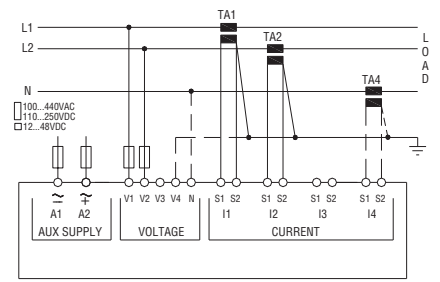 TA1
L1
TA2
L2
LOAD
TA4
N
100...440VAC
110...250VDC
12...48VDC
A1 A2 V1 V2 V3 V4 N S1 S2 S1 S2 S1 S2 S1 S2
I1 I2 I3 I4
AUX SUPPLY VOLTAGE CURRENT